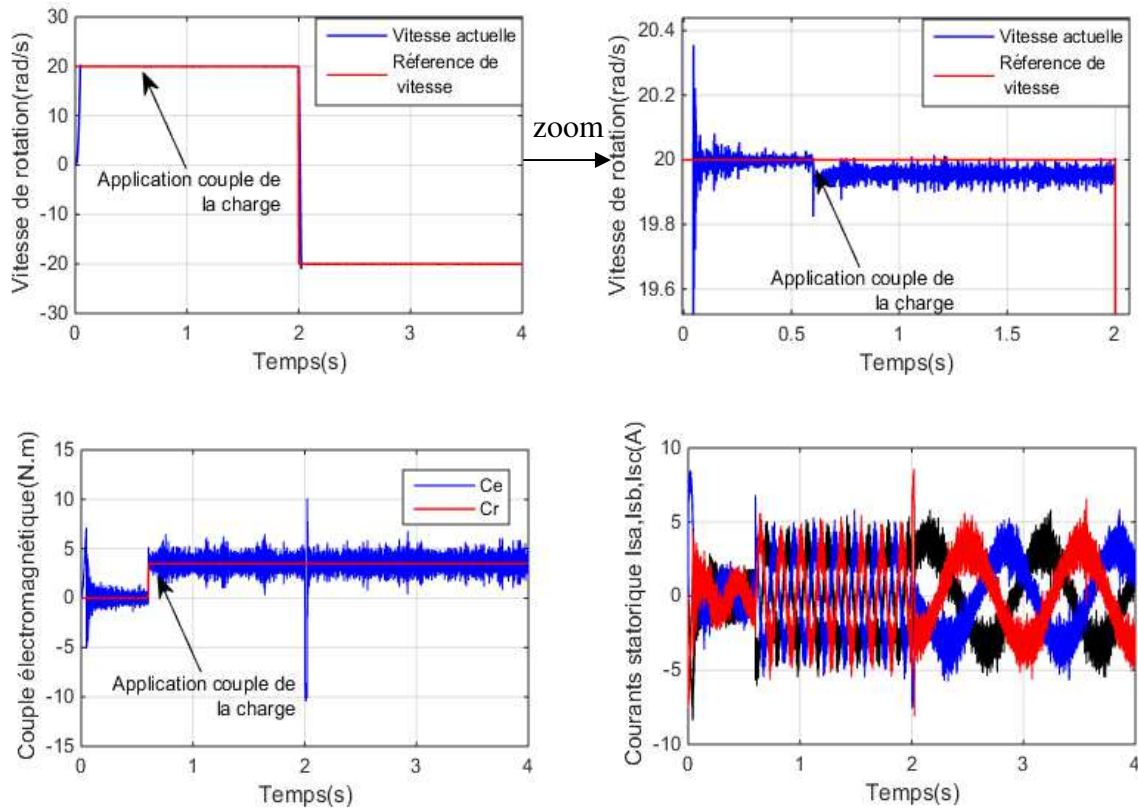 30
20
10
0
-10
-20
-30
0
1
2
3
4
Vitesse de rotation(rad/s)
Temps(s)
Vitesse actuelle
Réference de
vitesse
Application couple de
la charge
zoom
20.4
20.2
20
19.8
19.6
0
0.5
1
1.5
2
Vitesse de rotation(rad/s)
Temps(s)
Vitesse actuelle
Réference de
vitesse
Application couple de
la charge
15
10
5
0
-5
-10
-15
0
1
2
3
4
Couple électromagnétique(N.m)
Temps(s)
Ce
Cr
Application couple de
la charge
10
5
0
-5
-10
0
1
2
3
4
Courants statorique Isa,Isb,Isc(A)
Temps(s)